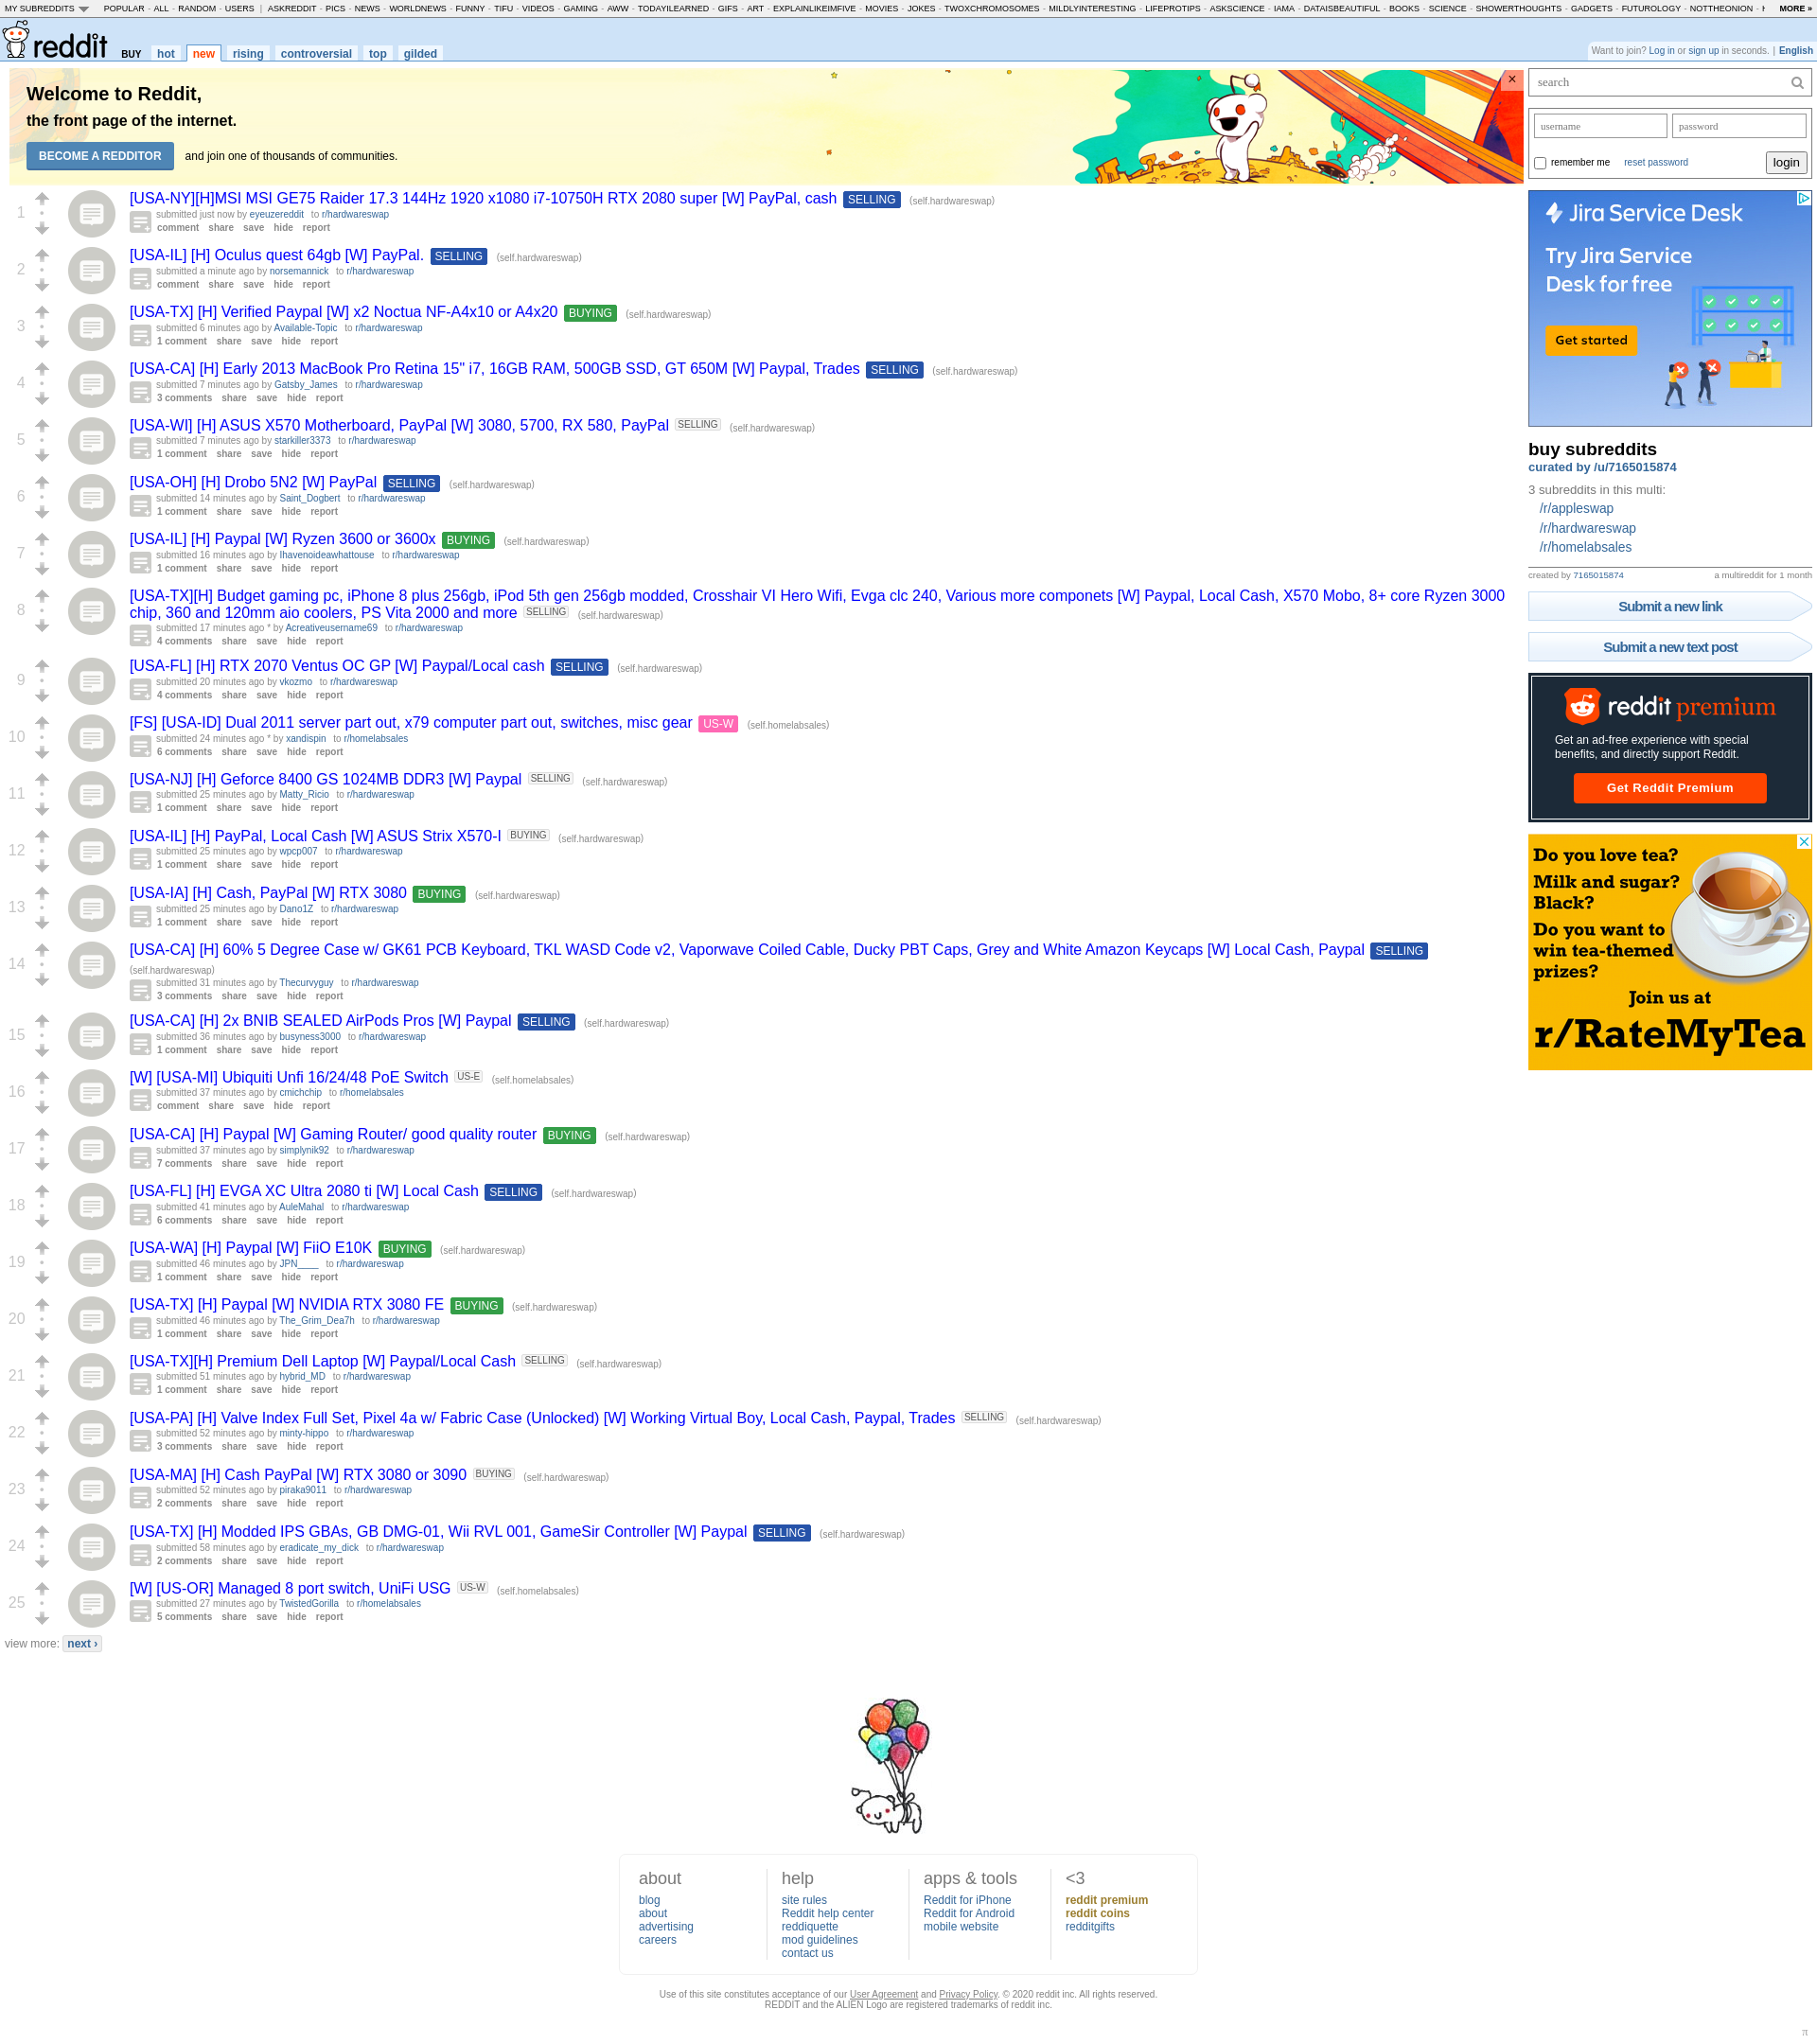 MY SUBREDDITS POPULAR - ALL - RANDOM - USERS | ASKREDDIT - PICS - NEWS - WORLDNEWS - FUNNY - TIFU - VIDEOS - GAMING - AWW - TODAYILEARNED - GIFS - ART - EXPLAINLIKEIMFIVE - MOVIES - JOKES - TWOXCHROMOSOMES - MILDLYINTERESTING - LIFEPROTIPS - ASKSCIENCE - IAMA - DATAISBEAUTIFUL - BOOKS - SCIENCE - SHOWERTHOUGHTS - GADGETS - FUTUROLOGY - NOTTHEONION - MORE »
reddit BUY hot new rising controversial top gilded
Want to join? Log in or sign up in seconds. | English
Welcome to Reddit,
the front page of the internet.
BECOME A REDDITOR and join one of thousands of communities.
×
1
[USA-NY][H]MSI MSI GE75 Raider 17.3 144Hz 1920 x1080 i7-10750H RTX 2080 super [W] PayPal, cash SELLING (self.hardwareswap)
submitted just now by eyeuzereddit to r/hardwareswap
comment share save hide report
2
[USA-IL] [H] Oculus quest 64gb [W] PayPal. SELLING (self.hardwareswap)
submitted a minute ago by norsemannick to r/hardwareswap
comment share save hide report
3
[USA-TX] [H] Verified Paypal [W] x2 Noctua NF-A4x10 or A4x20 BUYING (self.hardwareswap)
submitted 6 minutes ago by Available-Topic to r/hardwareswap
1 comment share save hide report
4
[USA-CA] [H] Early 2013 MacBook Pro Retina 15" i7, 16GB RAM, 500GB SSD, GT 650M [W] Paypal, Trades SELLING (self.hardwareswap)
submitted 7 minutes ago by Gatsby_James to r/hardwareswap
3 comments share save hide report
5
[USA-WI] [H] ASUS X570 Motherboard, PayPal [W] 3080, 5700, RX 580, PayPal SELLING (self.hardwareswap)
submitted 7 minutes ago by starkiller3373 to r/hardwareswap
1 comment share save hide report
6
[USA-OH] [H] Drobo 5N2 [W] PayPal SELLING (self.hardwareswap)
submitted 14 minutes ago by Saint_Dogbert to r/hardwareswap
1 comment share save hide report
7
[USA-IL] [H] Paypal [W] Ryzen 3600 or 3600x BUYING (self.hardwareswap)
submitted 16 minutes ago by Ihavenoideawhattouse to r/hardwareswap
1 comment share save hide report
8
[USA-TX][H] Budget gaming pc, iPhone 8 plus 256gb, iPod 5th gen 256gb modded, Crosshair VI Hero Wifi, Evga clc 240, Various more componets [W] Paypal, Local Cash, X570 Mobo, 8+ core Ryzen 3000
chip, 360 and 120mm aio coolers, PS Vita 2000 and more SELLING (self.hardwareswap)
submitted 17 minutes ago * by Acreativeusername69 to r/hardwareswap
4 comments share save hide report
9
[USA-FL] [H] RTX 2070 Ventus OC GP [W] Paypal/Local cash SELLING (self.hardwareswap)
submitted 20 minutes ago by vkozmo to r/hardwareswap
4 comments share save hide report
10
[FS] [USA-ID] Dual 2011 server part out, x79 computer part out, switches, misc gear US-W (self.homelabsales)
submitted 24 minutes ago * by xandispin to r/homelabsales
6 comments share save hide report
11
[USA-NJ] [H] Geforce 8400 GS 1024MB DDR3 [W] Paypal SELLING (self.hardwareswap)
submitted 25 minutes ago by Matty_Ricio to r/hardwareswap
1 comment share save hide report
12
[USA-IL] [H] PayPal, Local Cash [W] ASUS Strix X570-I BUYING (self.hardwareswap)
submitted 25 minutes ago by wpcp007 to r/hardwareswap
1 comment share save hide report
13
[USA-IA] [H] Cash, PayPal [W] RTX 3080 BUYING (self.hardwareswap)
submitted 25 minutes ago by Dano1Z to r/hardwareswap
1 comment share save hide report
14
[USA-CA] [H] 60% 5 Degree Case w/ GK61 PCB Keyboard, TKL WASD Code v2, Vaporwave Coiled Cable, Ducky PBT Caps, Grey and White Amazon Keycaps [W] Local Cash, Paypal SELLING
(self.hardwareswap)
submitted 31 minutes ago by Thecurvyguy to r/hardwareswap
3 comments share save hide report
15
[USA-CA] [H] 2x BNIB SEALED AirPods Pros [W] Paypal SELLING (self.hardwareswap)
submitted 36 minutes ago by busyness3000 to r/hardwareswap
1 comment share save hide report
16
[W] [USA-MI] Ubiquiti Unfi 16/24/48 PoE Switch US-E (self.homelabsales)
submitted 37 minutes ago by cmichchip to r/homelabsales
comment share save hide report
17
[USA-CA] [H] Paypal [W] Gaming Router/ good quality router BUYING (self.hardwareswap)
submitted 37 minutes ago by simplynik92 to r/hardwareswap
7 comments share save hide report
18
[USA-FL] [H] EVGA XC Ultra 2080 ti [W] Local Cash SELLING (self.hardwareswap)
submitted 41 minutes ago by AuleMahal to r/hardwareswap
6 comments share save hide report
19
[USA-WA] [H] Paypal [W] FiiO E10K BUYING (self.hardwareswap)
submitted 46 minutes ago by JPN____ to r/hardwareswap
1 comment share save hide report
20
[USA-TX] [H] Paypal [W] NVIDIA RTX 3080 FE BUYING (self.hardwareswap)
submitted 46 minutes ago by The_Grim_Dea7h to r/hardwareswap
1 comment share save hide report
21
[USA-TX][H] Premium Dell Laptop [W] Paypal/Local Cash SELLING (self.hardwareswap)
submitted 51 minutes ago by hybrid_MD to r/hardwareswap
1 comment share save hide report
22
[USA-PA] [H] Valve Index Full Set, Pixel 4a w/ Fabric Case (Unlocked) [W] Working Virtual Boy, Local Cash, Paypal, Trades SELLING (self.hardwareswap)
submitted 52 minutes ago by minty-hippo to r/hardwareswap
3 comments share save hide report
23
[USA-MA] [H] Cash PayPal [W] RTX 3080 or 3090 BUYING (self.hardwareswap)
submitted 52 minutes ago by piraka9011 to r/hardwareswap
2 comments share save hide report
24
[USA-TX] [H] Modded IPS GBAs, GB DMG-01, Wii RVL 001, GameSir Controller [W] Paypal SELLING (self.hardwareswap)
submitted 58 minutes ago by eradicate_my_dick to r/hardwareswap
2 comments share save hide report
25
[W] [US-OR] Managed 8 port switch, UniFi USG US-W (self.homelabsales)
submitted 27 minutes ago by TwistedGorilla to r/homelabsales
5 comments share save hide report
view more: next ›
search
username password
remember me reset password login
Jira Service Desk
Try Jira Service
Desk for free
Get started
buy subreddits
curated by /u/7165015874
3 subreddits in this multi:
/r/appleswap
/r/hardwareswap
/r/homelabsales
created by 7165015874 a multireddit for 1 month
Submit a new link
Submit a new text post
reddit premium
Get an ad-free experience with special
benefits, and directly support Reddit.
Get Reddit Premium
Do you love tea?
Milk and sugar?
Black?
Do you want to
win tea-themed
prizes?
Join us at
r/RateMyTea
about
blog
about
advertising
careers
help
site rules
Reddit help center
reddiquette
mod guidelines
contact us
apps & tools
Reddit for iPhone
Reddit for Android
mobile website
<3
reddit premium
reddit coins
redditgifts
Use of this site constitutes acceptance of our User Agreement and Privacy Policy. © 2020 reddit inc. All rights reserved.
REDDIT and the ALIEN Logo are registered trademarks of reddit inc.
π